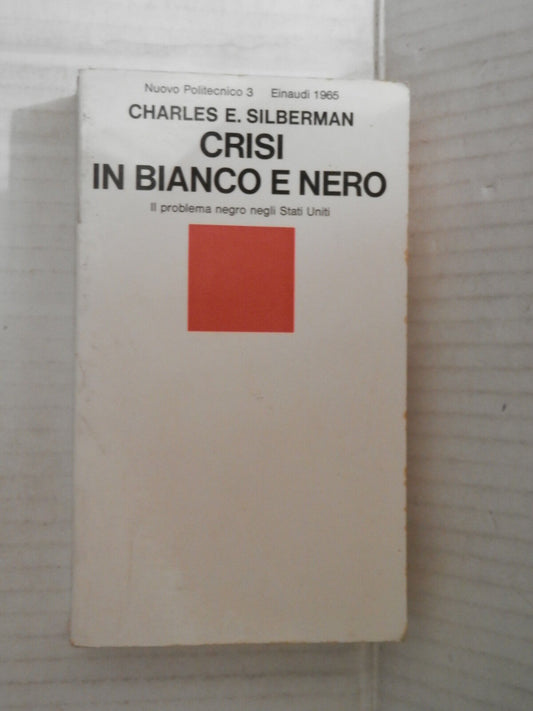 Nuovo Politecnico 3 Einaudi 1965
CHARLES E. SILBERMAN
CRISI
IN BIANCO E NERO
Il problema negro negli Stati Uniti